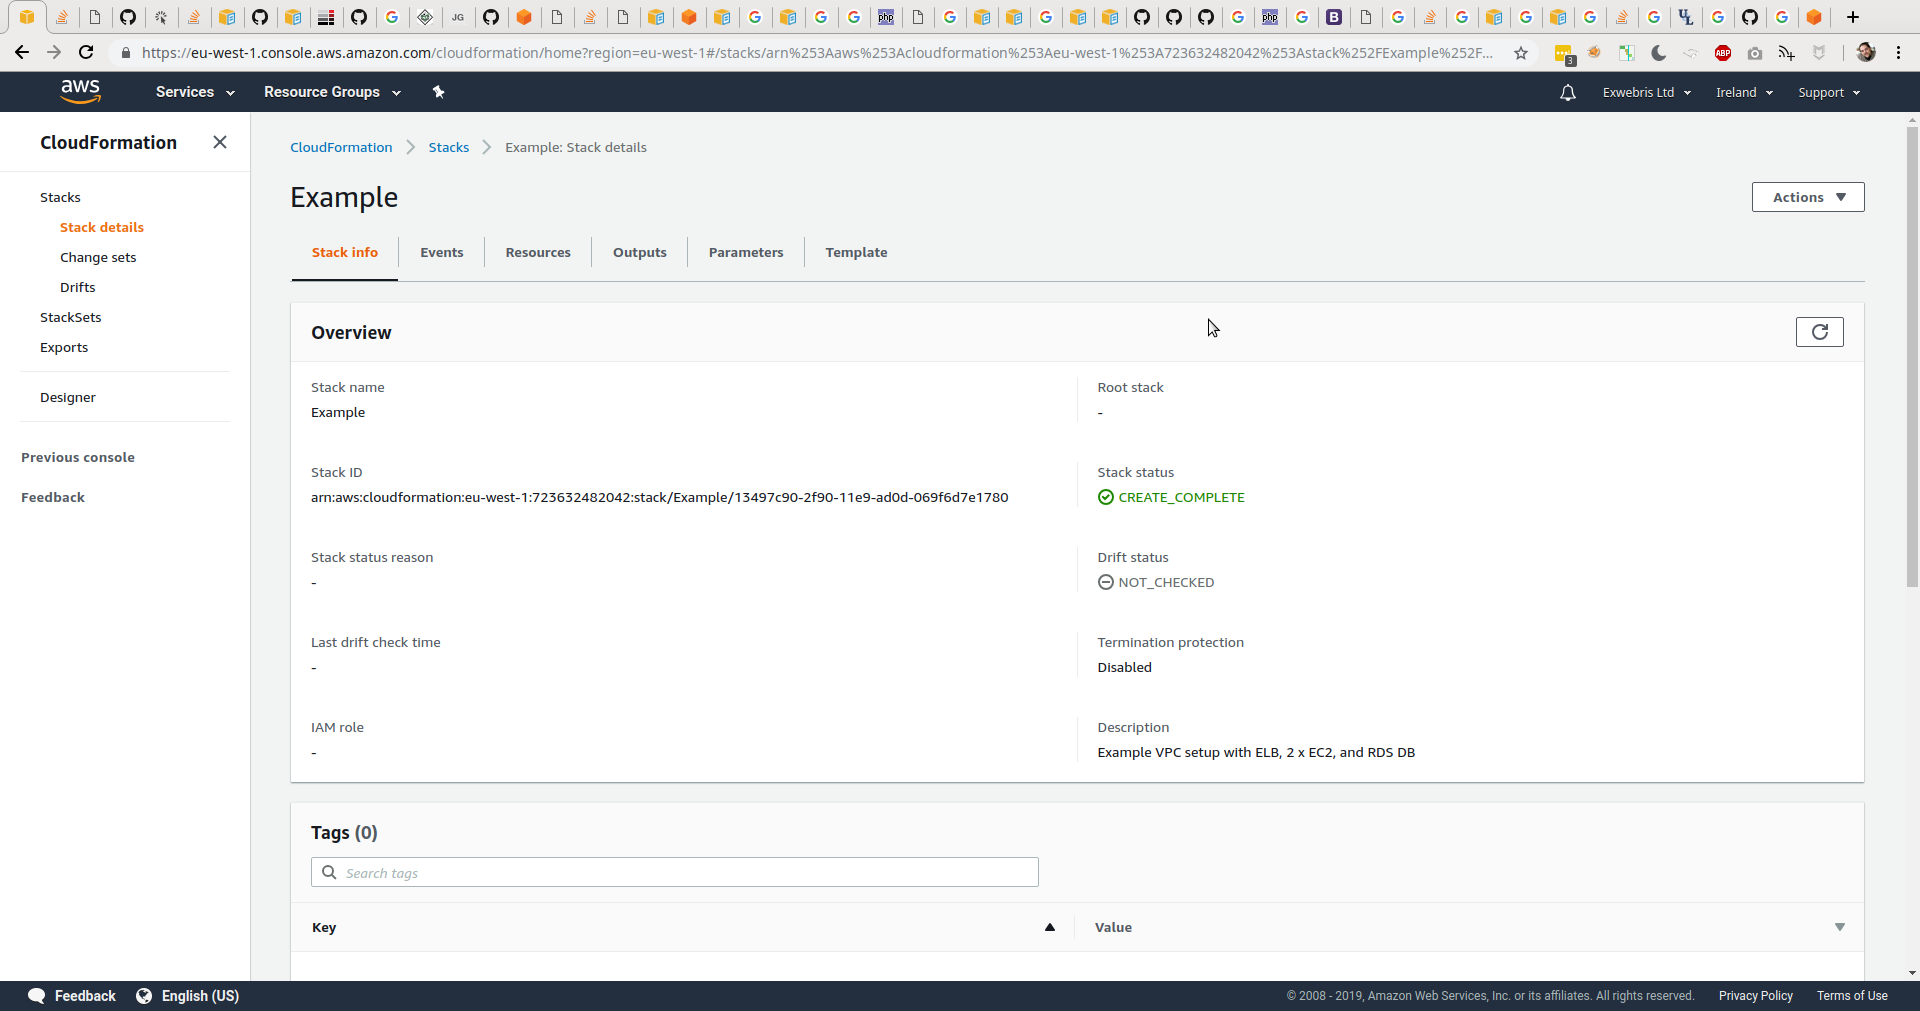 JG
php
php
B
UL
https://eu-west-1.console.aws.amazon.com/cloudformation/home?region=eu-west-1#/stacks/arn%253Aaws%253Acloudformation%253Aeu-west-1%253A723632482042%253Astack%252FExample%252F...
3
ABP
aws
Services
Resource Groups
Exwebris Ltd
Ireland
Support
CloudFormation
Stacks
Stack details
Change sets
Drifts
StackSets
Exports
Designer
Previous console
Feedback
CloudFormation
Stacks
Example: Stack details
Example
Actions
Stack info
Events
Resources
Outputs
Parameters
Template
Overview
Stack name
Example
Root stack
-
Stack ID
arn:aws:cloudformation:eu-west-1:723632482042:stack/Example/13497c90-2f90-11e9-ad0d-069f6d7e1780
Stack status
CREATE_COMPLETE
Stack status reason
-
Drift status
NOT_CHECKED
Last drift check time
-
Termination protection
Disabled
IAM role
-
Description
Example VPC setup with ELB, 2 x EC2, and RDS DB
Tags (0)
Search tags
Key
Value
Feedback
English (US)
© 2008 - 2019, Amazon Web Services, Inc. or its affiliates. All rights reserved.
Privacy Policy
Terms of Use